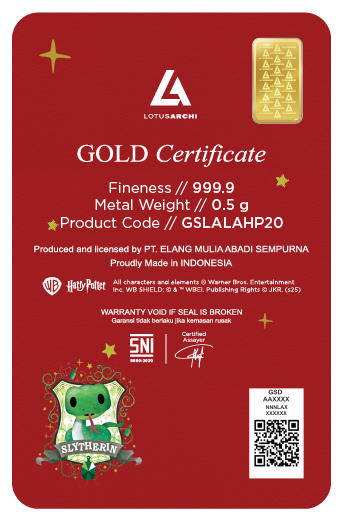 LOTUSARCHI
GOLD Certificate
Fineness // 999.9
Metal Weight // 0.5 g
Product Code // GSLALAHP20
Produced and licensed by PT. ELANG MULIA ABADI SEMPURNA
Proudly Made in INDONESIA
WB Harry Potter
All characters and elements © Warner Bros. Entertainment
Inc. WB SHIELD: © & ™ WBEI. Publishing Rights © JKR. (s25)
WARRANTY VOID IF SEAL IS BROKEN
Garansi tidak berlaku jika kemasan rusak
SNI
8880:2020
Certified
Assayer
SLYTHERIN
GSD
AAXXXX
NNNLAX
XXXXXX